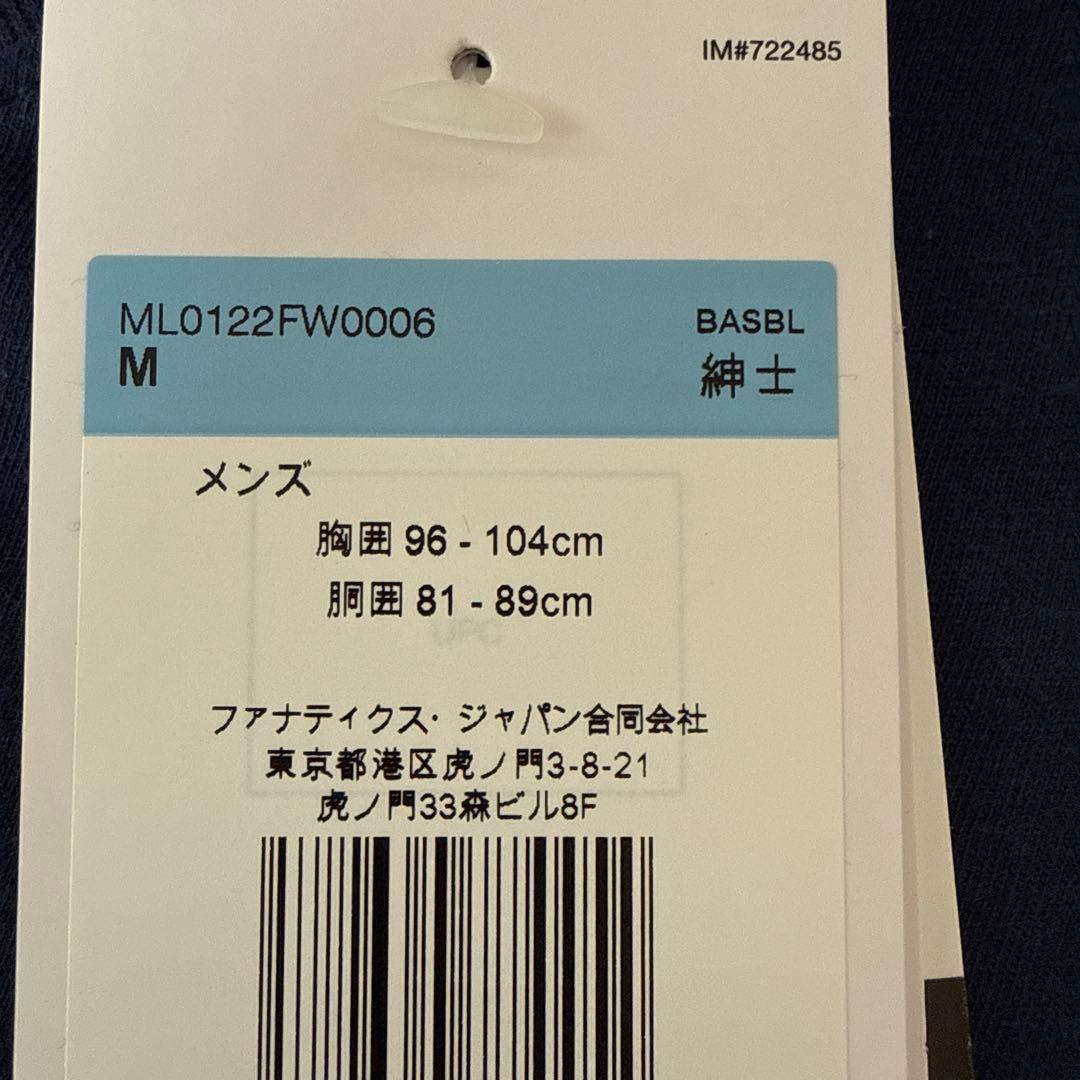 IM#722485
ML0122FW0006 BASBL
M 紳士
メンズ
胸囲 96 - 104cm
胴囲 81 - 89cm
UPC
ファナティクス・ジャパン合同会社
東京都港区虎ノ門3-8-21
虎ノ門33森ビル8F